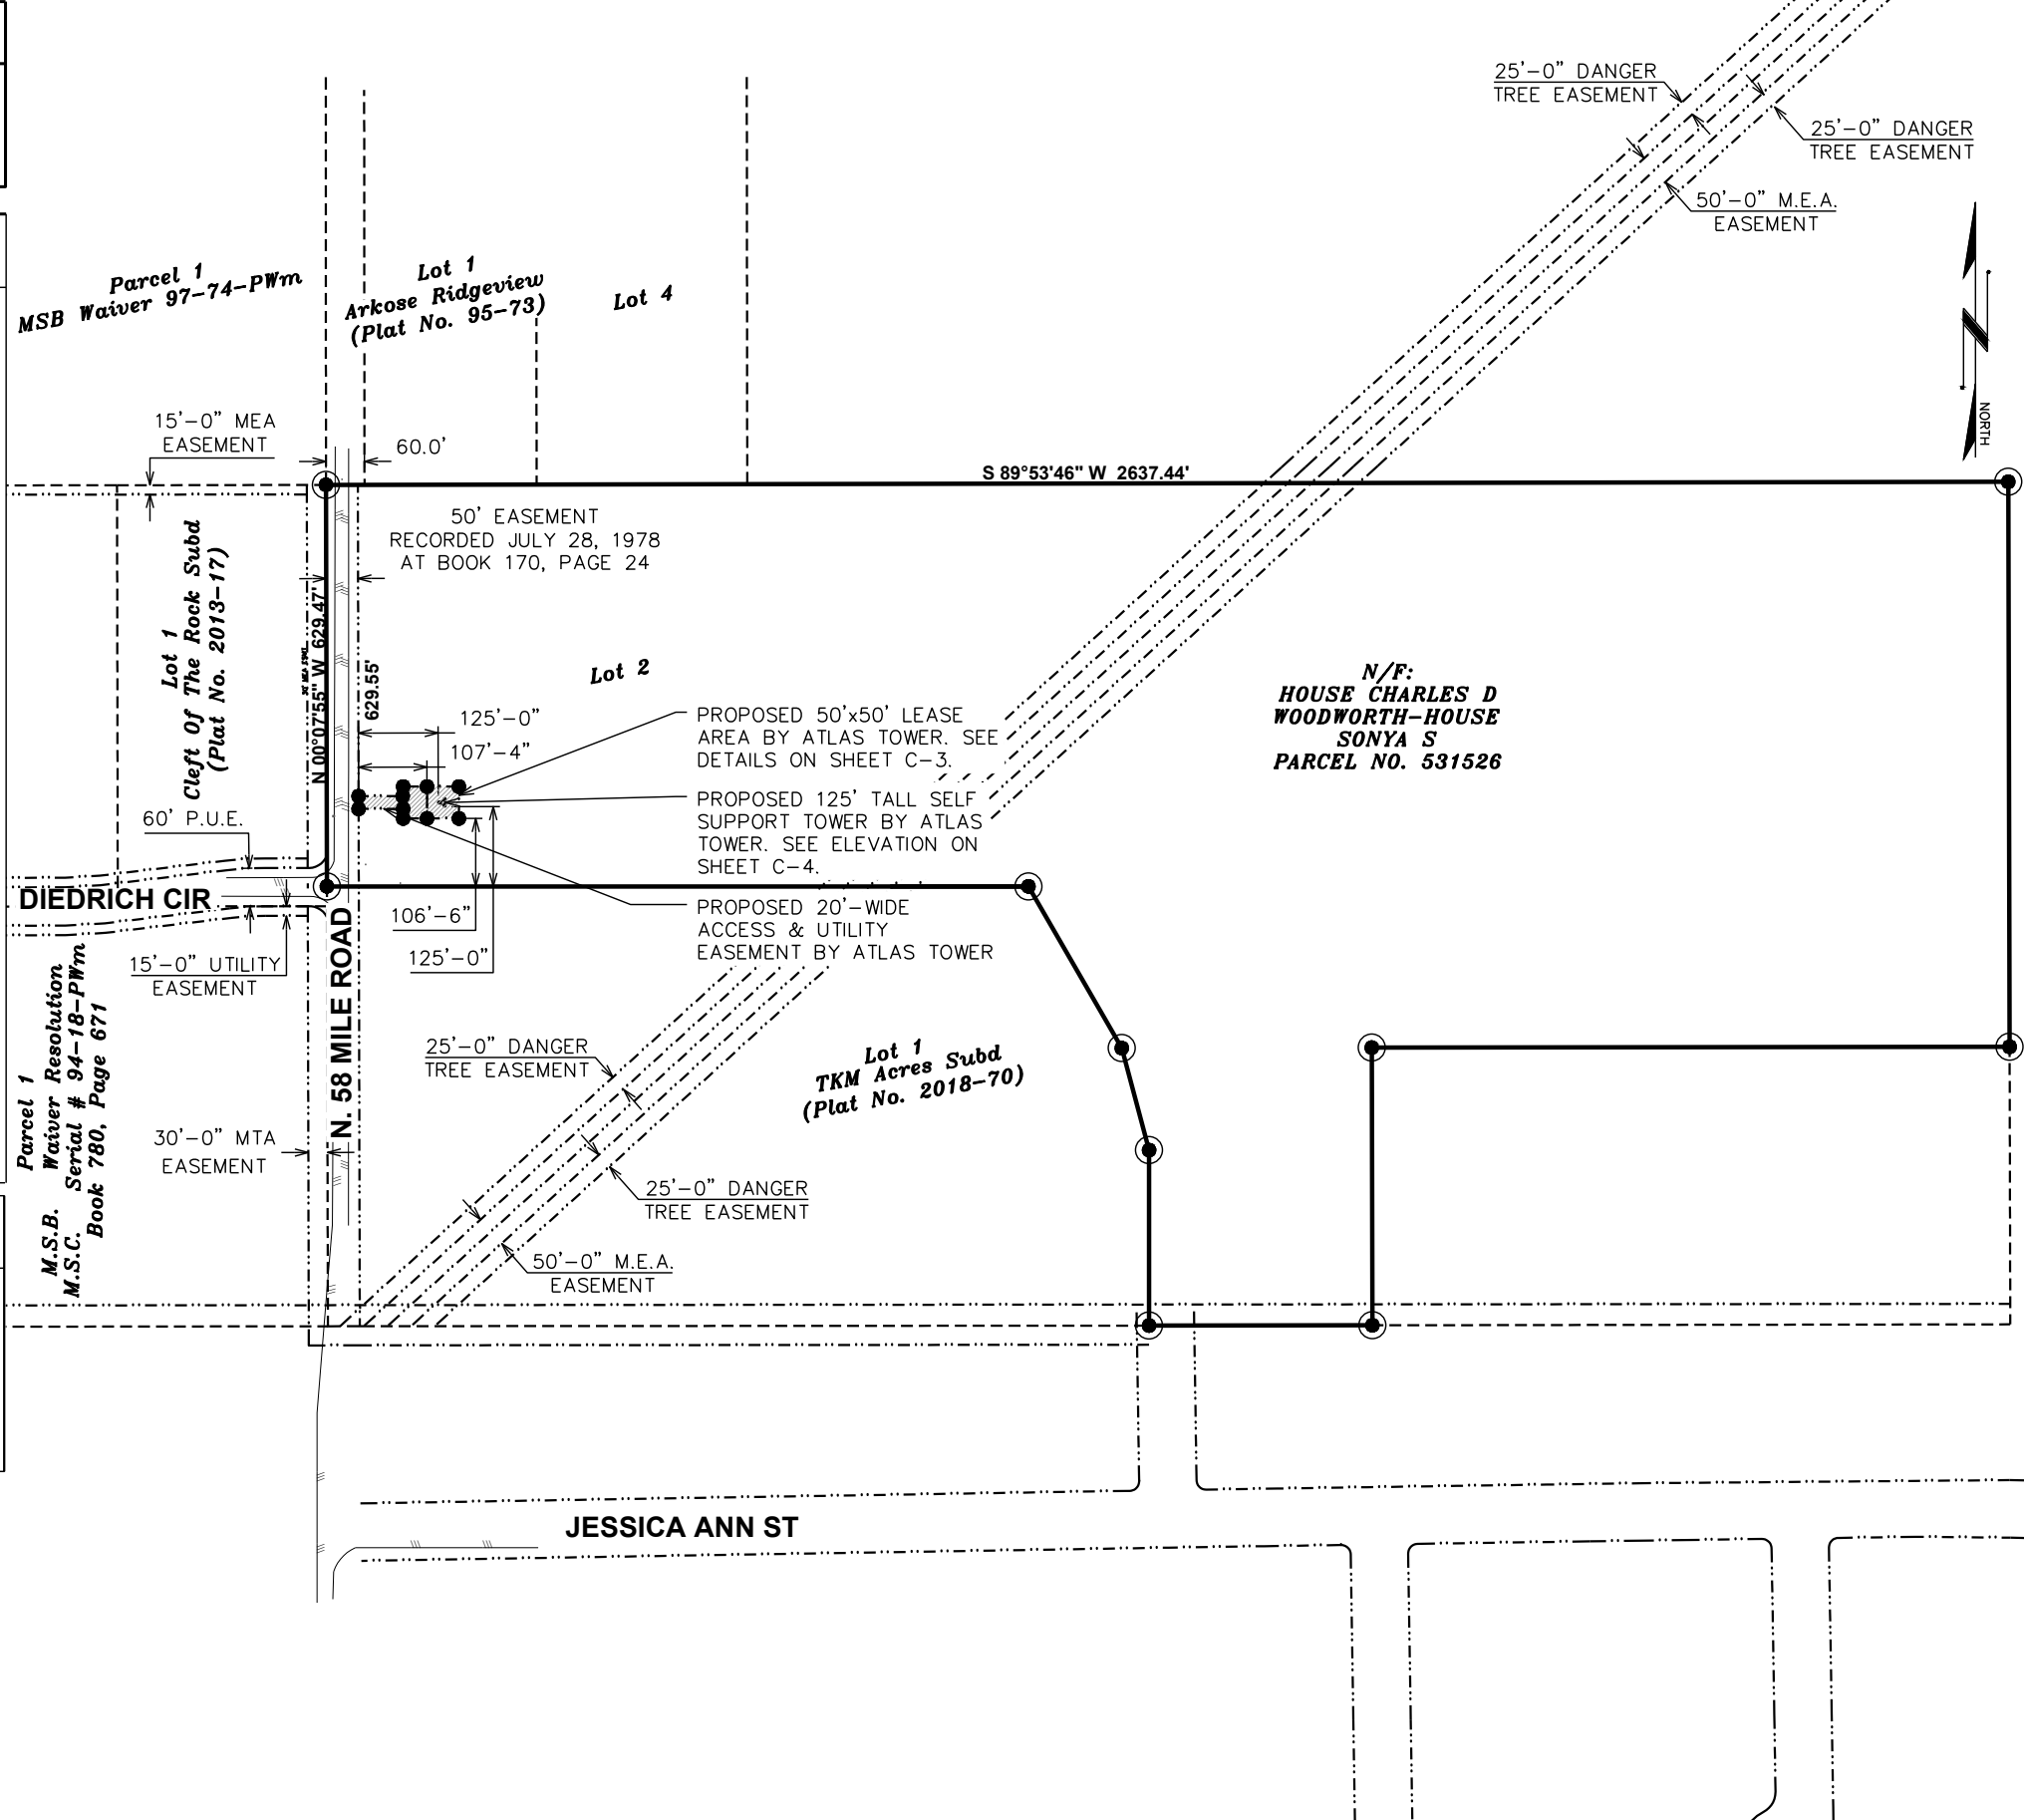 25'-0" DANGER
TREE EASEMENT
25'-0" DANGER
TREE EASEMENT
50'-0" M.E.A.
EASEMENT
NORTH
Parcel 1
MSB Waiver 97-74-PWm
Lot 1
Arkose Ridgeview
(Plat No. 95-73)
Lot 4
15'-0" MEA
EASEMENT
60.0'
S 89°53'46" W 2637.44'
50' EASEMENT
RECORDED JULY 28, 1978
AT BOOK 170, PAGE 24
Lot 1
Cleft Of The Rock Subd
(Plat No. 2013-17)
N 00°07'55" W 629.47'
629.55'
Lot 2
N/F:
HOUSE CHARLES D
WOODWORTH-HOUSE
SONYA S
PARCEL NO. 531526
125'-0"
107'-4"
PROPOSED 50'x50' LEASE
AREA BY ATLAS TOWER. SEE
DETAILS ON SHEET C-3.
PROPOSED 125' TALL SELF
SUPPORT TOWER BY ATLAS
TOWER. SEE ELEVATION ON
SHEET C-4.
60' P.U.E.
DIEDRICH CIR
106'-6"
125'-0"
PROPOSED 20'-WIDE
ACCESS & UTILITY
EASEMENT BY ATLAS TOWER
15'-0" UTILITY
EASEMENT
N. 58 MILE ROAD
Parcel 1
M.S.B. Waiver Resolution
M.S.C. Serial # 94-18-PWm
Book 780, Page 671
25'-0" DANGER
TREE EASEMENT
Lot 1
TKM Acres Subd
(Plat No. 2018-70)
30'-0" MTA
EASEMENT
25'-0" DANGER
TREE EASEMENT
50'-0" M.E.A.
EASEMENT
JESSICA ANN ST